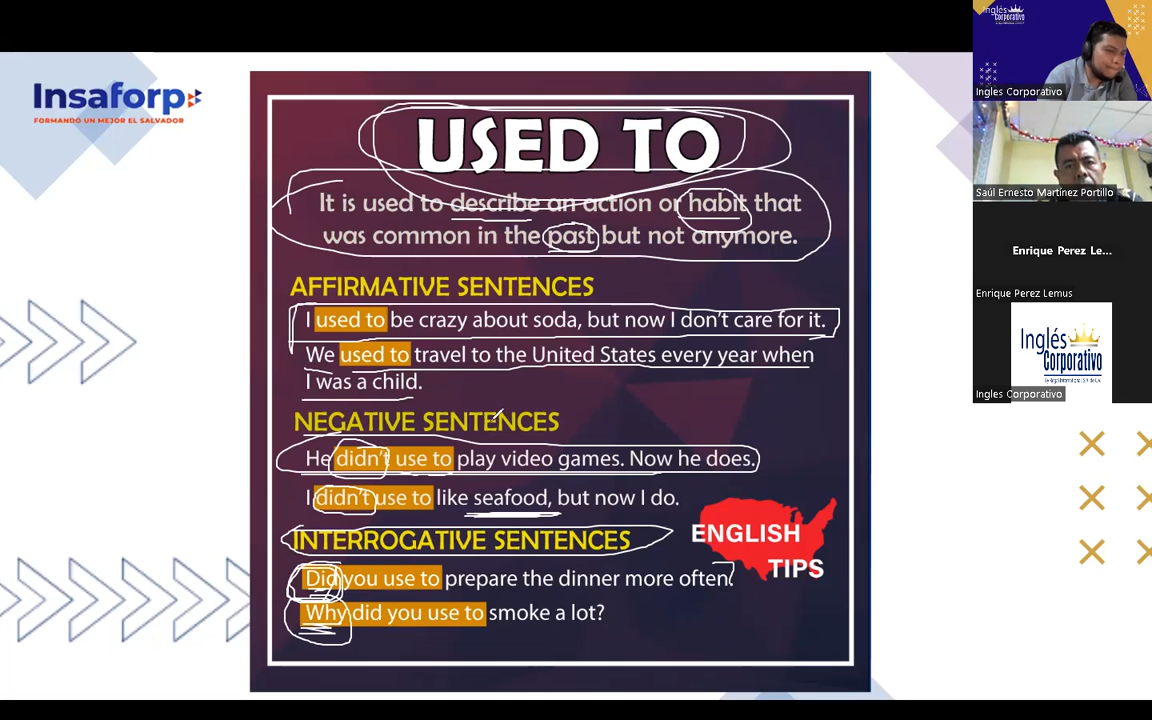 Insaforp
FORMANDO UN MEJOR EL SALVADOR
USED TO
It is used to describe an action or habit that
was common in the past but not anymore.
AFFIRMATIVE SENTENCES
I used to be crazy about soda, but now I don't care for it.
We used to travel to the United States every year when
I was a child.
NEGATIVE SENTENCES
He didn't use to play video games. Now he does.
I didn't use to like seafood, but now I do.
INTERROGATIVE SENTENCES
Did you use to prepare the dinner more often.
Why did you use to smoke a lot?
ENGLISH
TIPS
Inglés
Corporativo
Ingles Corporativo
Saúl Ernesto Martínez Portillo
Enrique Perez Le...
Enrique Perez Lemus
Inglés
Corporativo
Ingles Corporativo